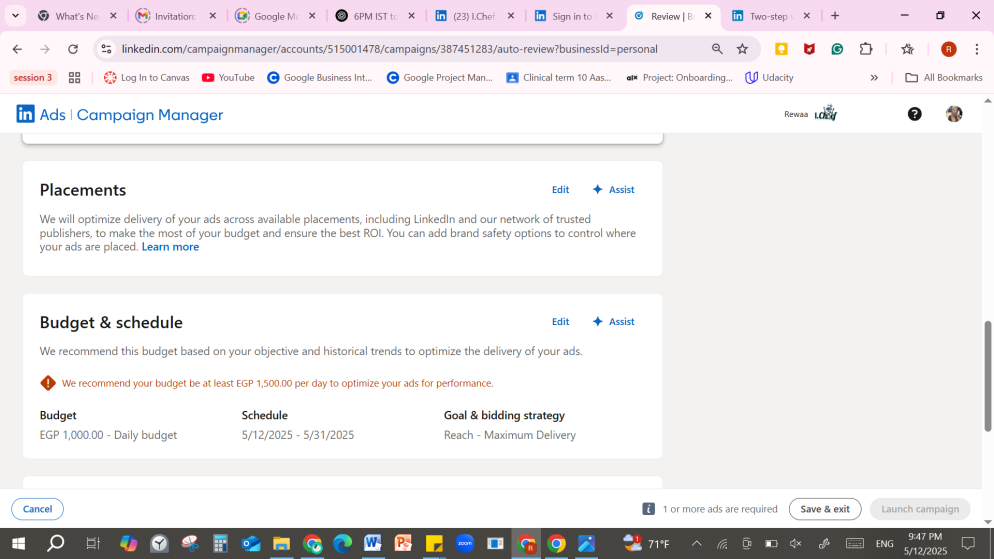 What's Ne
Invitation:
Google M
6PM IST to
(23) I.Chef
Sign in to
Review | B
Two-step v
linkedin.com/campaignmanager/accounts/515001478/campaigns/387451283/auto-review?businessId=personal
R
session 3
Log In to Canvas
YouTube
Google Business Int...
Google Project Man...
Clinical term 10 Aas...
Project: Onboarding...
Udacity
»
All Bookmarks
in Ads | Campaign Manager
Rewaa
Placements
Edit
Assist
We will optimize delivery of your ads across available placements, including LinkedIn and our network of trusted
publishers, to make the most of your budget and ensure the best ROI. You can add brand safety options to control where
your ads are placed. Learn more
Budget & schedule
Edit
Assist
We recommend this budget based on your objective and historical trends to optimize the delivery of your ads.
We recommend your budget be at least EGP 1,500.00 per day to optimize your ads for performance.
Budget
Schedule
Goal & bidding strategy
EGP 1,000.00 - Daily budget
5/12/2025 - 5/31/2025
Reach - Maximum Delivery
Cancel
1 or more ads are required
Save & exit
Launch campaign
71°F
ENG
9:47 PM
5/12/2025